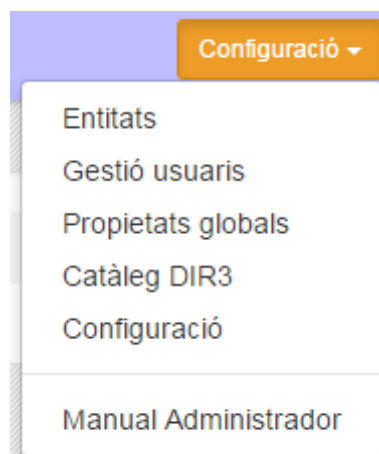 Configuració
Entitats
Gestió usuaris
Propietats globals
Catàleg DIR3
Configuració
Manual Administrador